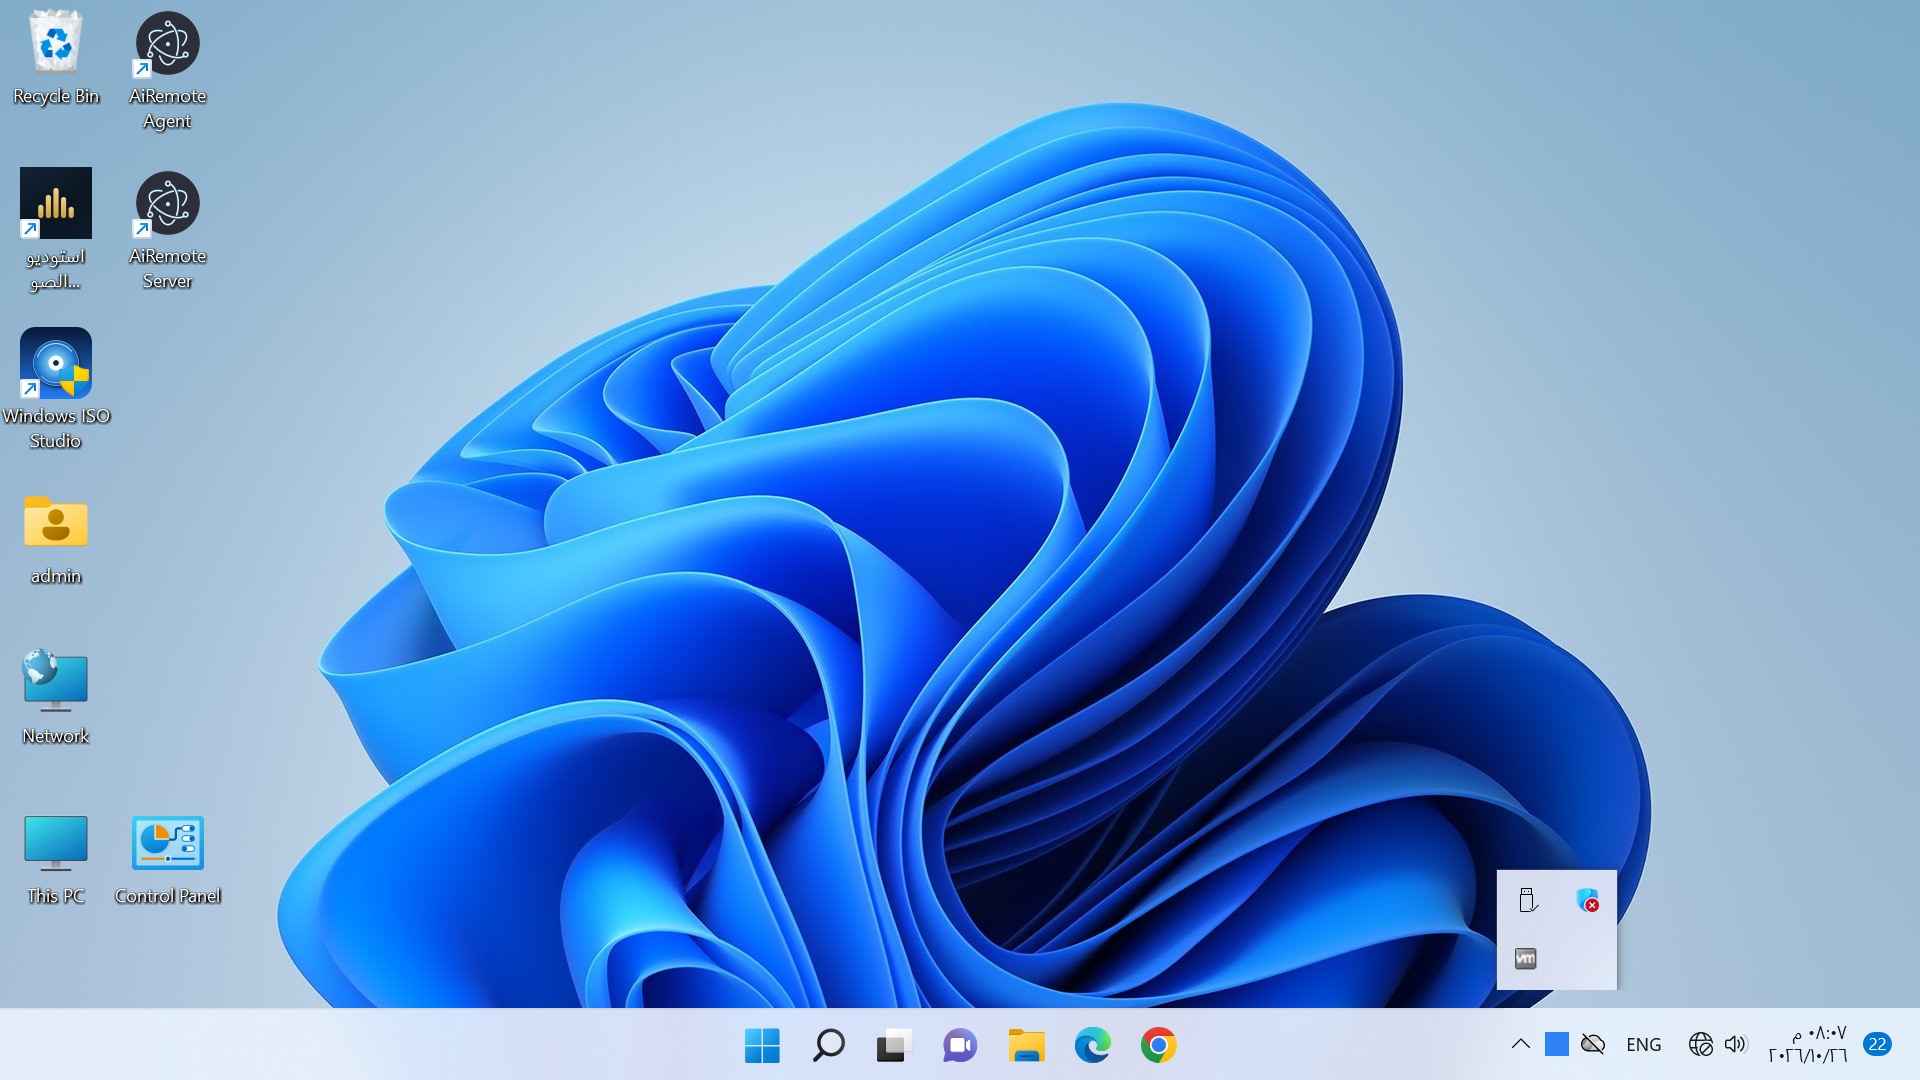 Recycle Bin
AiRemote
Agent
استوديو
الصو...
AiRemote
Server
Windows ISO
Studio
admin
Network
This PC
Control Panel
vm
ENG
٠٨:٠٧ م
٢٠٢٦/١٠/٢٦
22